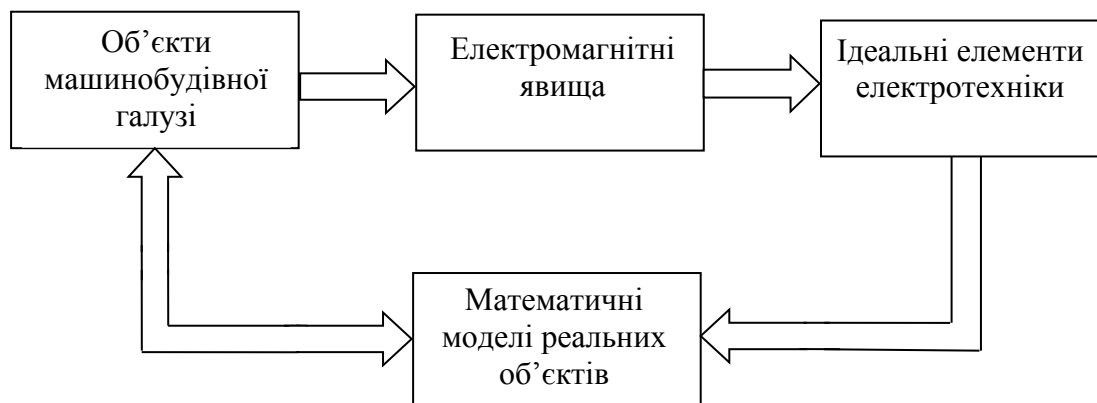 Об’єкти
машинобудівної
галузі
Електромагнітні
явища
Ідеальні елементи
електротехніки
Математичні
моделі реальних
об’єктів